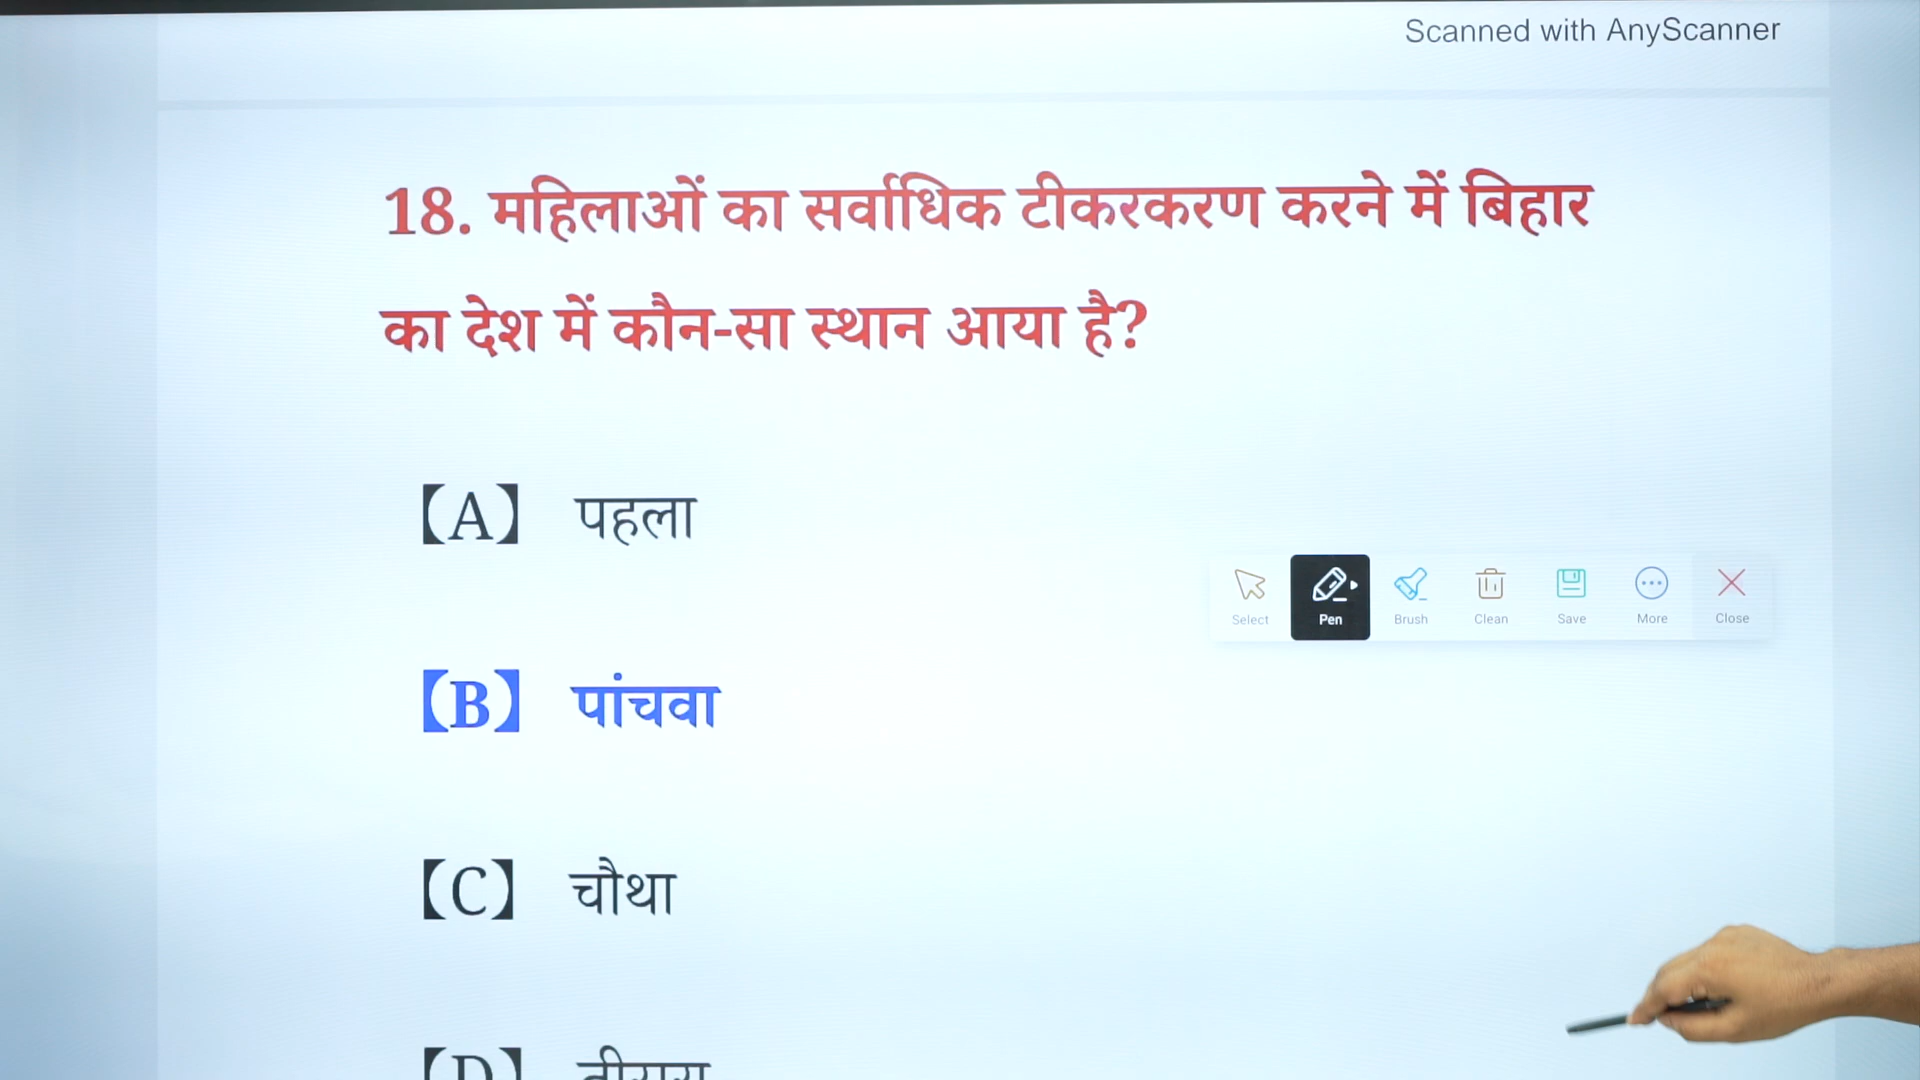 Scanned with AnyScanner
18. महिलाओं का सर्वाधिक टीकरकरण करने में बिहार
का देश में कौन-सा स्थान आया है?
【A】 पहला
Select Pen Brush Clean Save More Close
【B】 पांचवा
【C】 चौथा
【D】